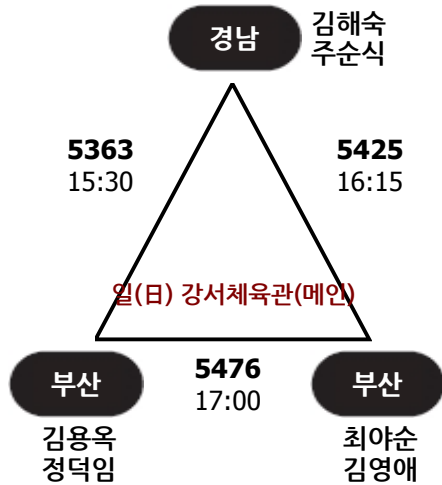 경남
김해숙
주순식
5363
15:30
5425
16:15
일(日) 강서체육관(메인)
부산
5476
17:00
부산
김용옥
정덕임
최야순
김영애